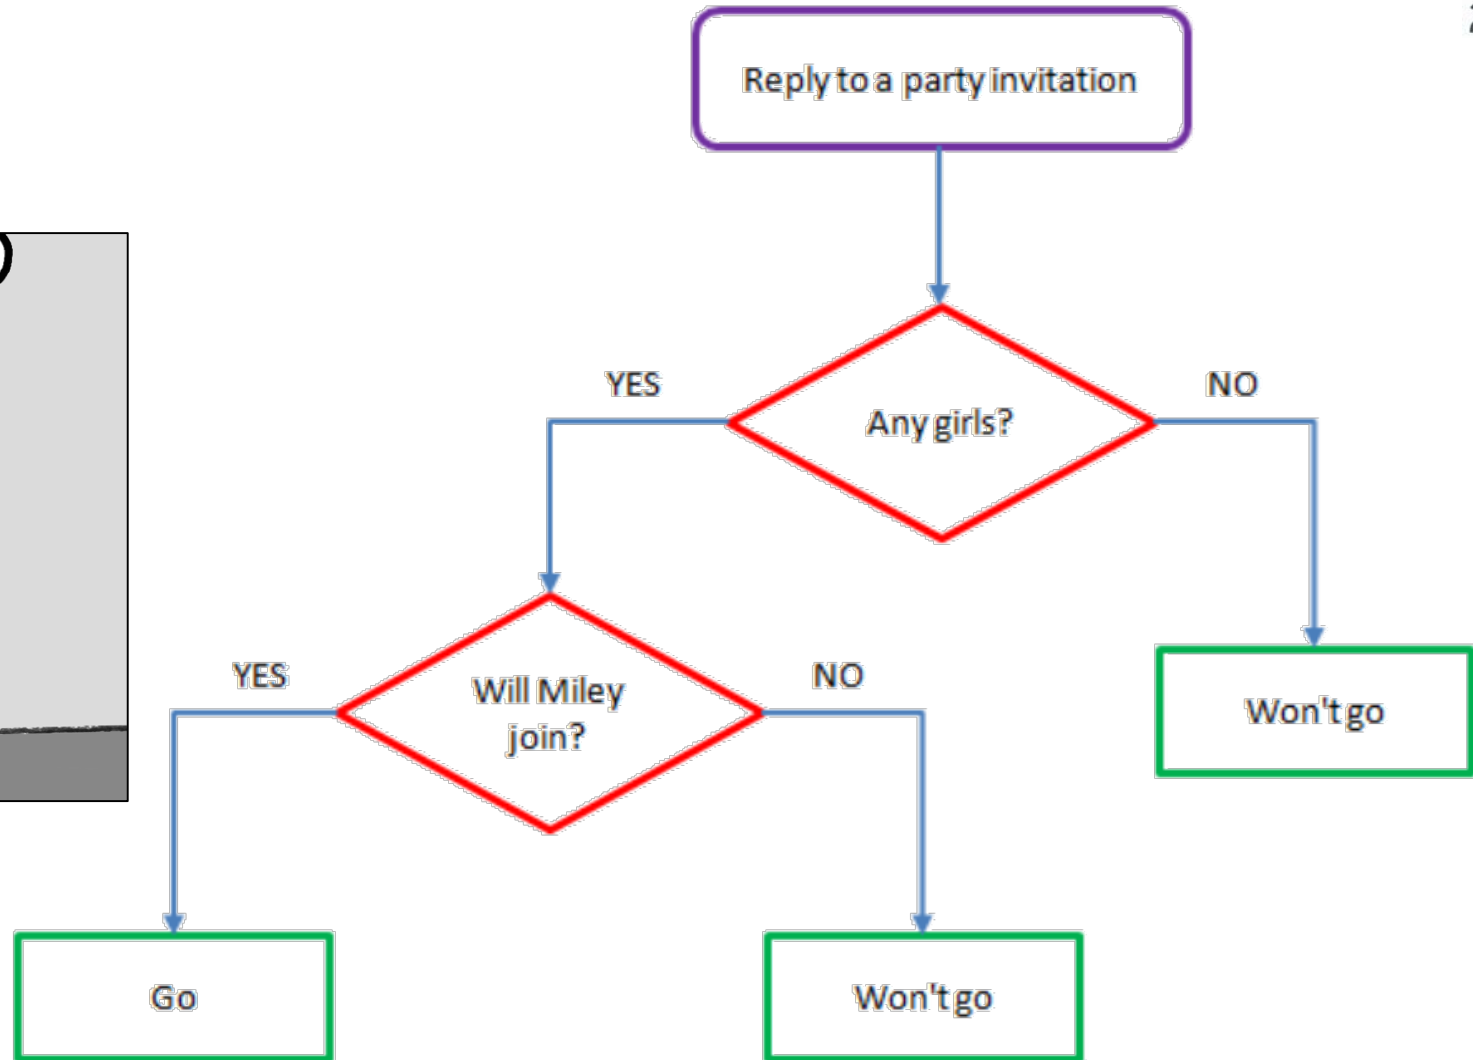 Reply to a party invitation
YES
NO
Any girls?
YES
NO
Will Miley
join?
Won't go
Go
Won't go